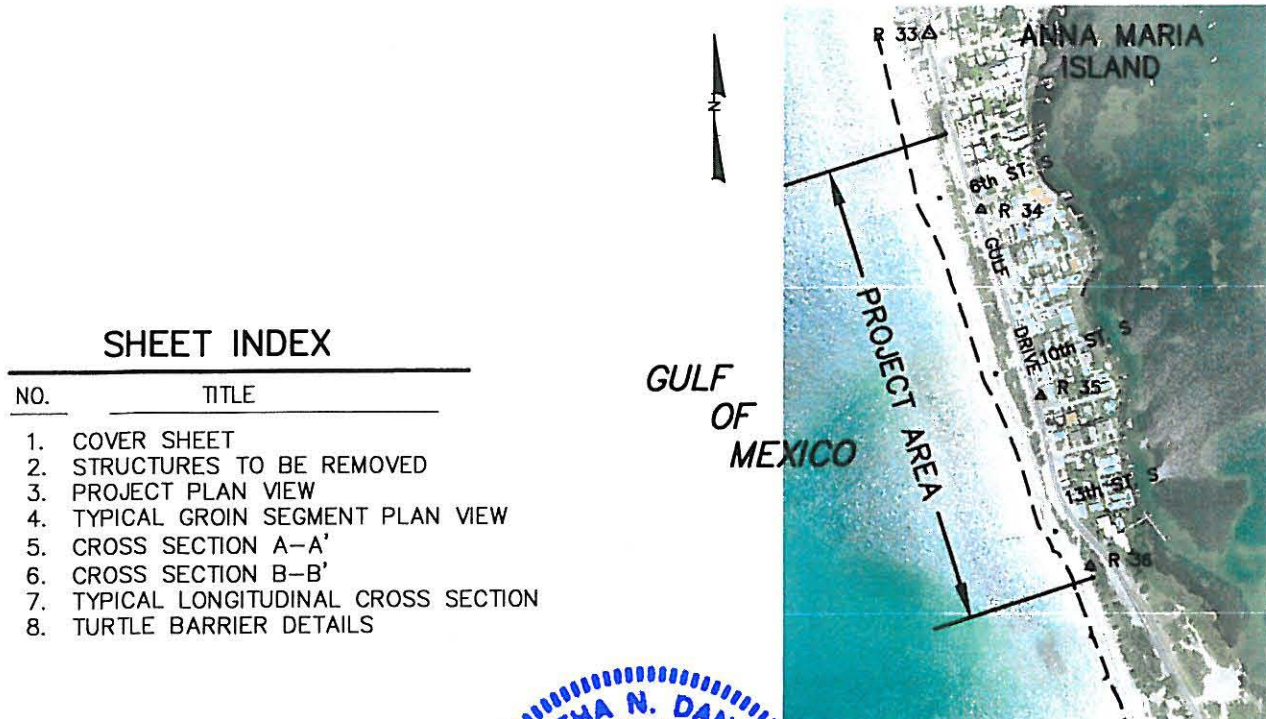 SHEET INDEX
NO. TITLE
1. COVER SHEET
2. STRUCTURES TO BE REMOVED
3. PROJECT PLAN VIEW
4. TYPICAL GROIN SEGMENT PLAN VIEW
5. CROSS SECTION A-A'
6. CROSS SECTION B-B'
7. TYPICAL LONGITUDINAL CROSS SECTION
8. TURTLE BARRIER DETAILS
N
GULF
OF
MEXICO
R 33
ANNA MARIA
ISLAND
6th ST S
R 34
GULF
DRIVE
PROJECT AREA
10th ST S
R 35
13th ST S
R 36
N. DAN